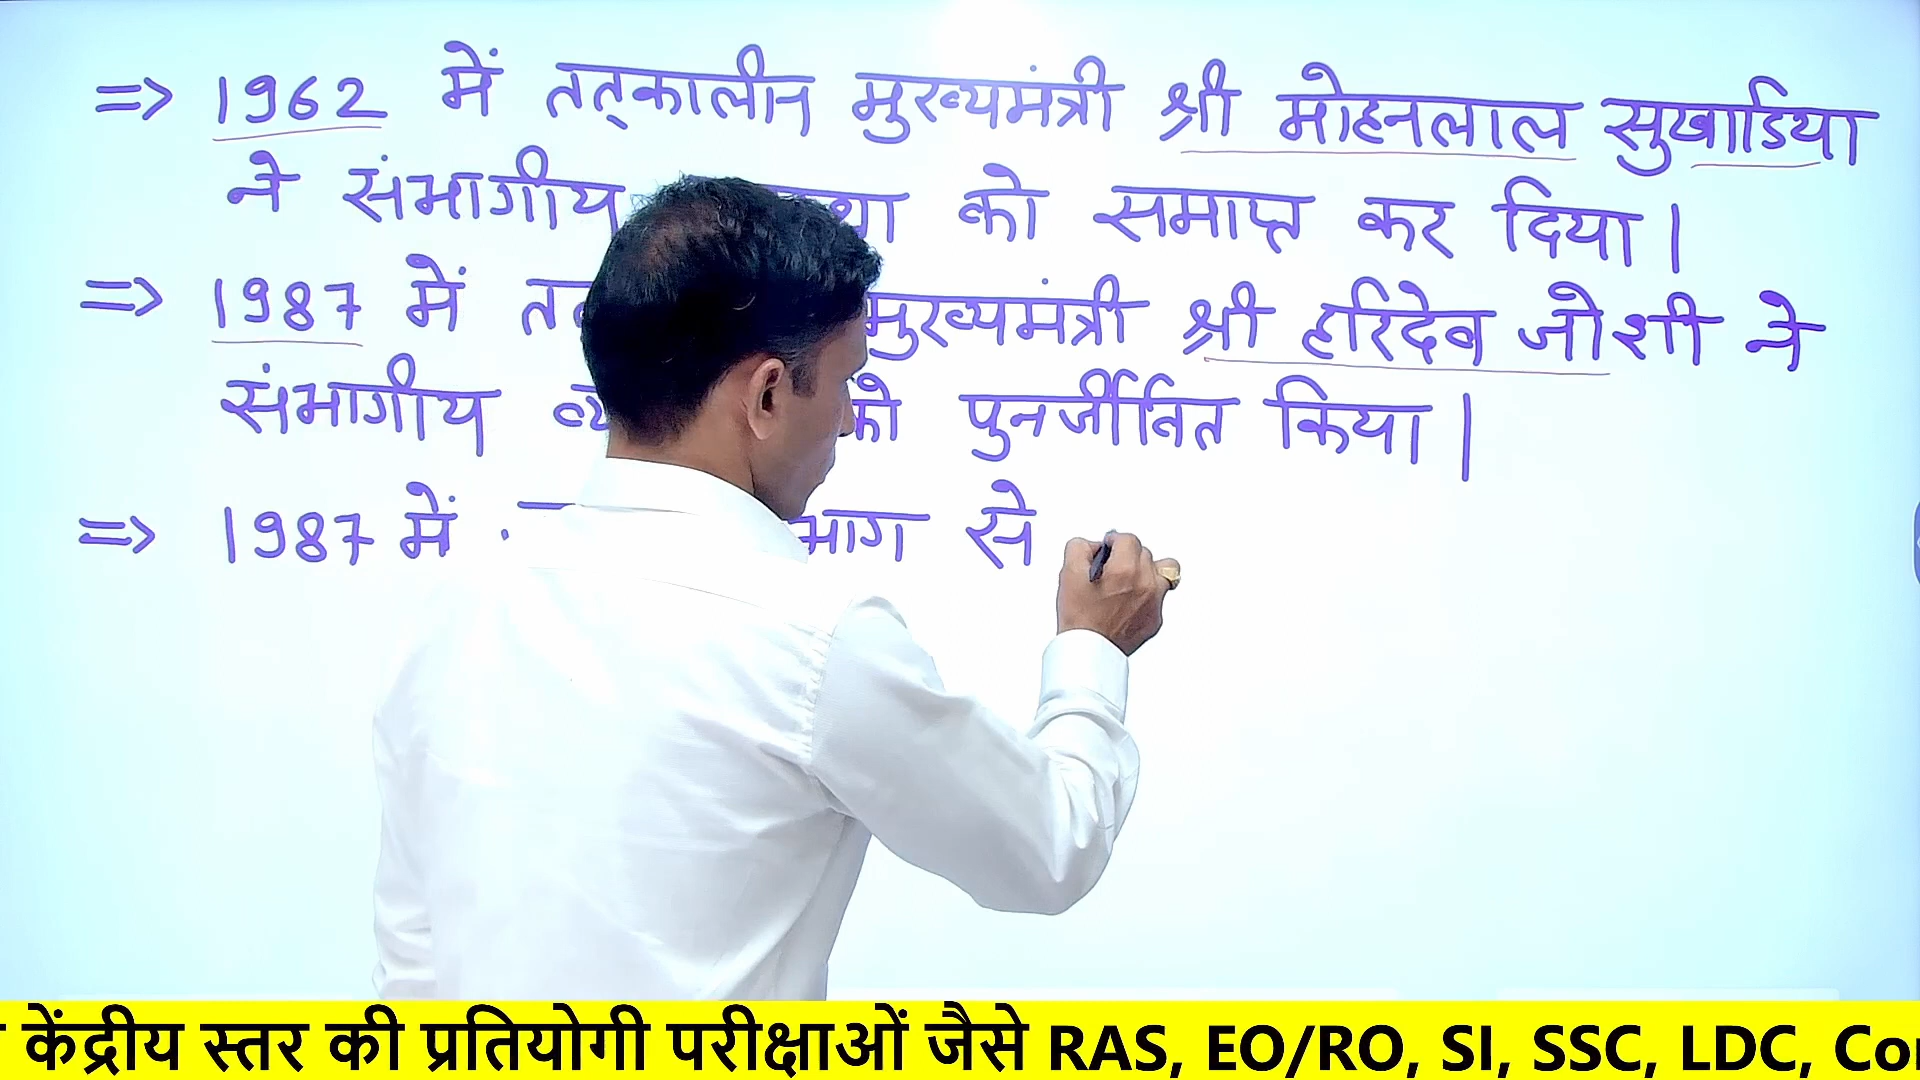 => 1962 में तत्कालीन मुख्यमंत्री श्री मोहनलाल सुखाडिया
ने संभागीय को समाप्त कर दिया।
=> 1987 में मुख्यमंत्री श्री हरिदेव जोशी ने
संभागीय को पुनर्जीवित किया।
=> 1987 में से
केंद्रीय स्तर की प्रतियोगी परीक्षाओं जैसे RAS, EO/RO, SI, SSC, LDC,